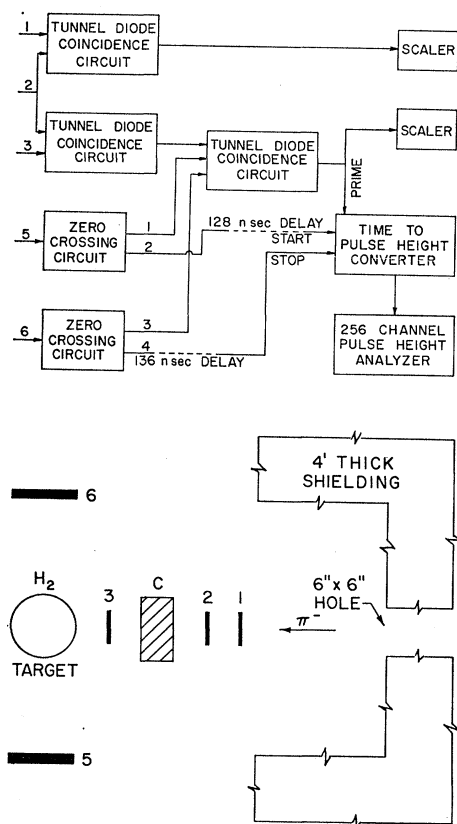 1
2
3
5
6
TUNNEL DIODE
COINCIDENCE
CIRCUIT
SCALER
TUNNEL DIODE
COINCIDENCE
CIRCUIT
TUNNEL DIODE
COINCIDENCE
CIRCUIT
SCALER
PRIME
ZERO
CROSSING
CIRCUIT
1
2
128 n sec DELAY
START
STOP
TIME TO
PULSE HEIGHT
CONVERTER
ZERO
CROSSING
CIRCUIT
3
4
136 n sec DELAY
256 CHANNEL
PULSE HEIGHT
ANALYZER
4' THICK
SHIELDING
6
H₂
TARGET
3
C
2
1
π⁻
6" x 6"
HOLE
5